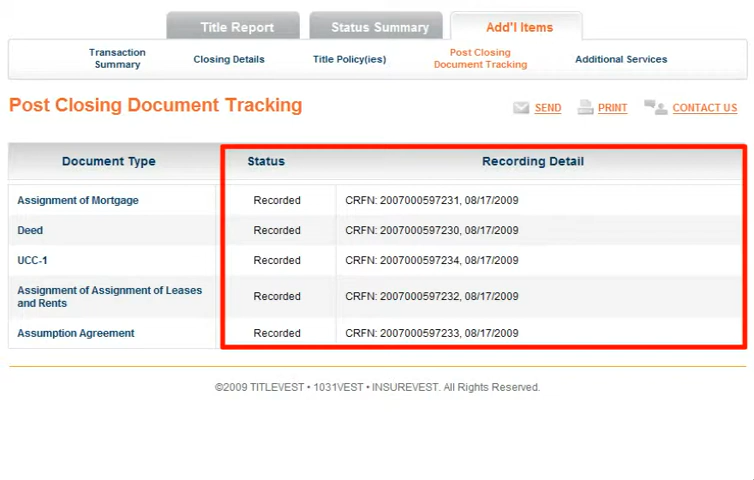 Title Report Status Summary Add'l Items
Transaction Summary Closing Details Title Policy(ies) Post Closing Document Tracking Additional Services
Post Closing Document Tracking SEND PRINT CONTACT US
Document Type Status Recording Detail
Assignment of Mortgage Recorded CRFN: 2007000597231, 08/17/2009
Deed Recorded CRFN: 2007000597230, 08/17/2009
UCC-1 Recorded CRFN: 2007000597234, 08/17/2009
Assignment of Assignment of Leases and Rents Recorded CRFN: 2007000597232, 08/17/2009
Assumption Agreement Recorded CRFN: 2007000597233, 08/17/2009
©2009 TITLEVEST • 1031VEST • INSUREVEST. All Rights Reserved.